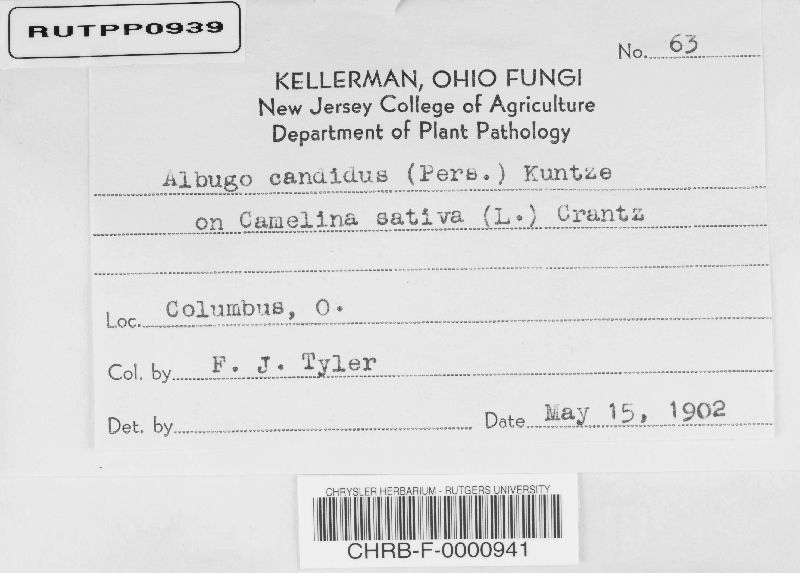 RUTPP0939
No. 63
KELLERMAN, OHIO FUNGI
New Jersey College of Agriculture
Department of Plant Pathology
Albugo candidus (Pers.) Kuntze
on Camelina sativa (L.) Crantz
Loc. Columbus, O.
Col. by F. J. Tyler
Det. by Date May 15, 1902
CHRYSLER HERBARIUM - RUTGERS UNIVERSITY
CHRB-F-0000941